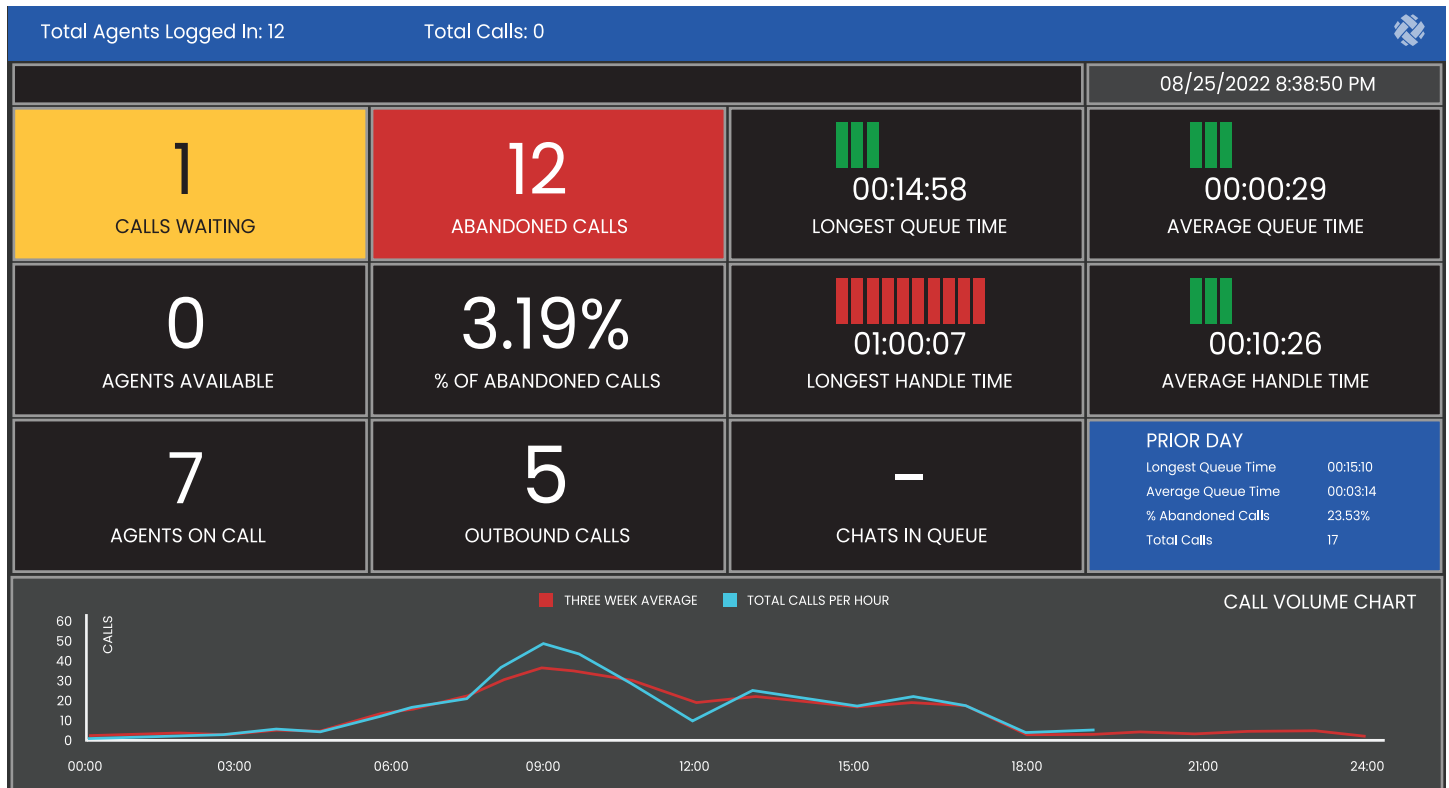 Total Agents Logged In: 12
Total Calls: 0
08/25/2022 8:38:50 PM
1
CALLS WAITING
12
ABANDONED CALLS
00:14:58
LONGEST QUEUE TIME
00:00:29
AVERAGE QUEUE TIME
0
AGENTS AVAILABLE
3.19%
% OF ABANDONED CALLS
01:00:07
LONGEST HANDLE TIME
00:10:26
AVERAGE HANDLE TIME
7
AGENTS ON CALL
5
OUTBOUND CALLS
-
CHATS IN QUEUE
PRIOR DAY
Longest Queue Time 00:15:10
Average Queue Time 00:03:14
% Abandoned Calls 23.53%
Total Calls 17
THREE WEEK AVERAGE
TOTAL CALLS PER HOUR
CALL VOLUME CHART
CALLS
60
50
40
30
20
10
0
00:00 03:00 06:00 09:00 12:00 15:00 18:00 21:00 24:00